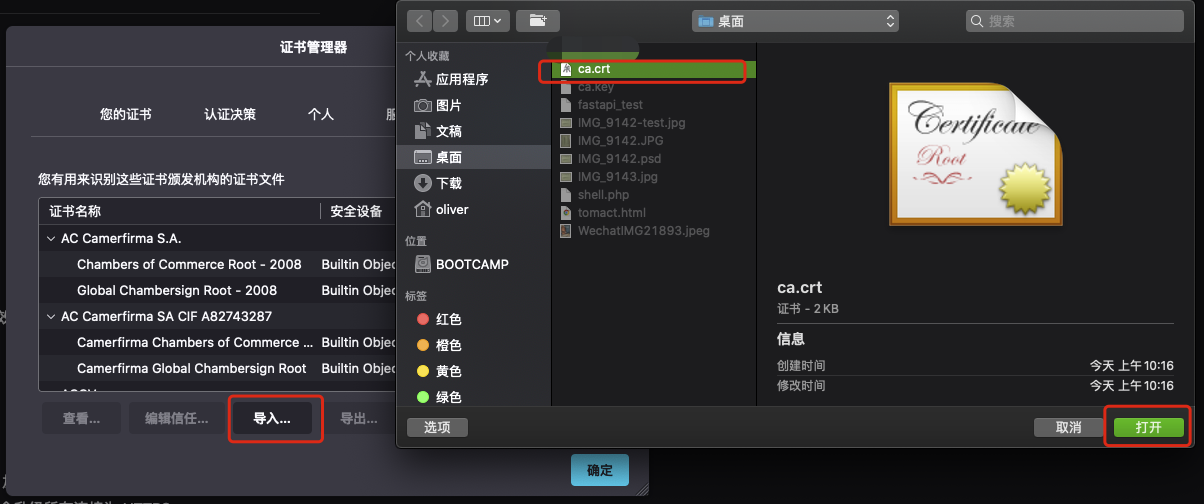 证书管理器
您的证书
认证决策
个人
您有用来识别这些证书颁发机构的证书文件
证书名称
安全设备
AC Camerfirma S.A.
Chambers of Commerce Root - 2008
Builtin Objec
Global Chambersign Root - 2008
Builtin Objec
AC Camerfirma SA CIF A82743287
Camerfirma Chambers of Commerce ...
Builtin Objec
Camerfirma Global Chambersign Root
Builtin Objec
查看...
编辑信任...
导入...
导出...
确定
桌面
搜索
个人收藏
应用程序
图片
文稿
桌面
下载
oliver
位置
BOOTCAMP
标签
红色
橙色
黄色
绿色
ca.crt
ca.key
fastapi_test
IMG_9142-test.jpg
IMG_9142.JPG
IMG_9142.psd
IMG_9143.jpg
shell.php
tomact.html
WechatIMG21893.jpeg
Certificate
Root
ca.crt
证书 - 2 KB
信息
创建时间
今天 上午10:16
修改时间
今天 上午10:16
选项
取消
打开